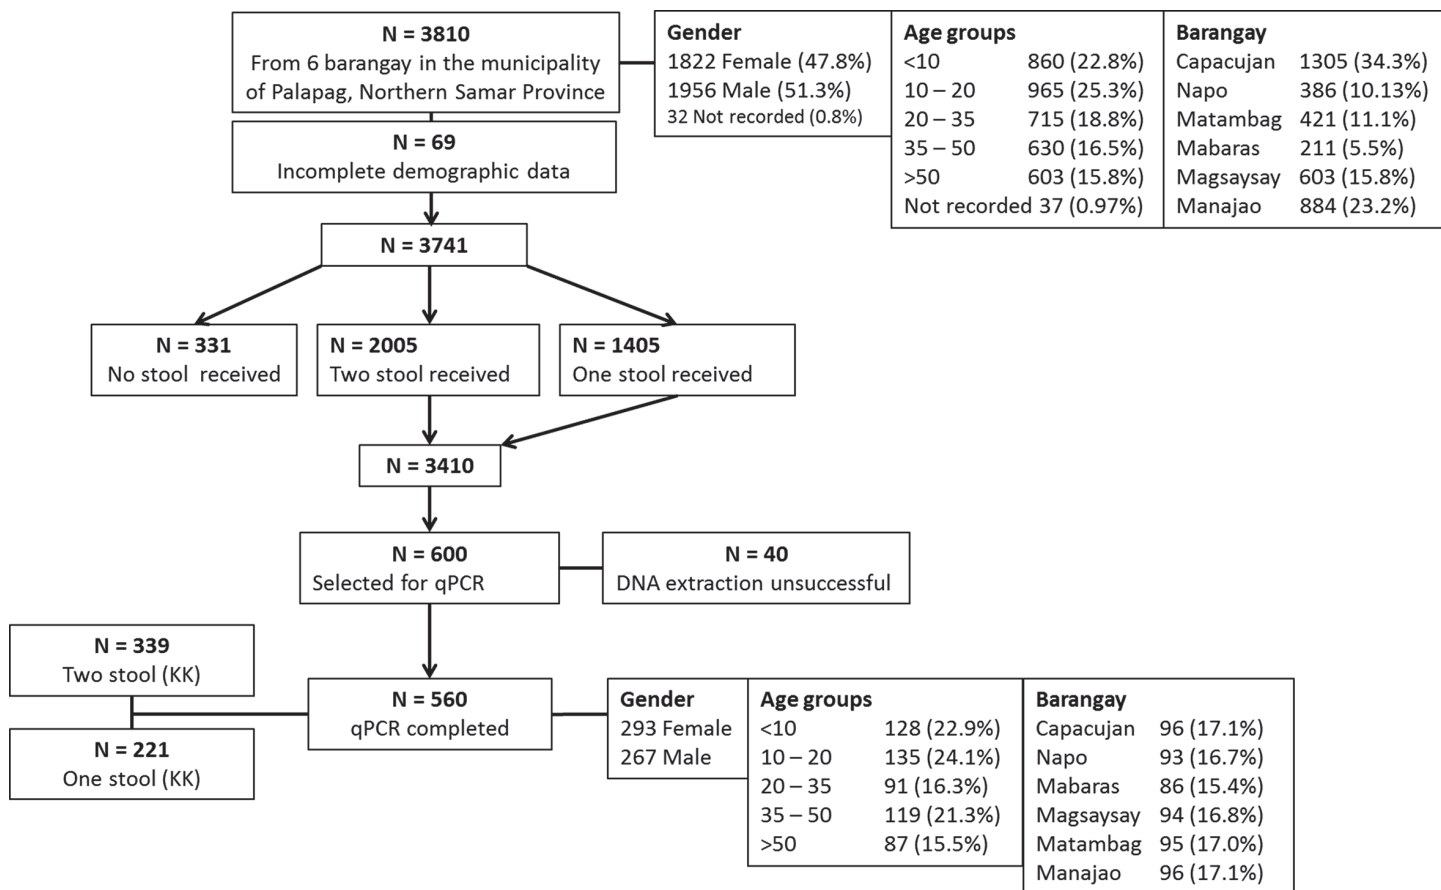 N = 3810
From 6 barangay in the municipality
of Palapag, Northern Samar Province
Gender
1822 Female (47.8%)
1956 Male (51.3%)
32 Not recorded (0.8%)
Age groups
<10 860 (22.8%)
10 – 20 965 (25.3%)
20 – 35 715 (18.8%)
35 – 50 630 (16.5%)
>50 603 (15.8%)
Not recorded 37 (0.97%)
Barangay
Capacujan 1305 (34.3%)
Napo 386 (10.13%)
Matambag 421 (11.1%)
Mabaras 211 (5.5%)
Magsaysay 603 (15.8%)
Manajao 884 (23.2%)
N = 69
Incomplete demographic data
N = 3741
N = 331
No stool received
N = 2005
Two stool received
N = 1405
One stool received
N = 3410
N = 600
Selected for qPCR
N = 40
DNA extraction unsuccessful
N = 339
Two stool (KK)
N = 221
One stool (KK)
N = 560
qPCR completed
Gender
293 Female
267 Male
Age groups
<10 128 (22.9%)
10 – 20 135 (24.1%)
20 – 35 91 (16.3%)
35 – 50 119 (21.3%)
>50 87 (15.5%)
Barangay
Capacujan 96 (17.1%)
Napo 93 (16.7%)
Mabaras 86 (15.4%)
Magsaysay 94 (16.8%)
Matambag 95 (17.0%)
Manajao 96 (17.1%)